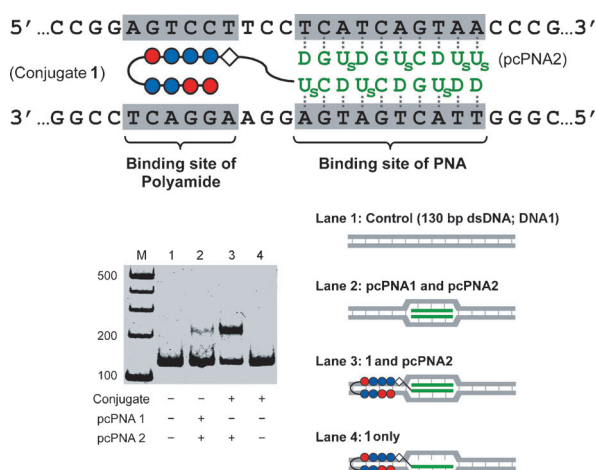 5′ ...CCGGAGTCCTTCCTCATCAGTAACCCG...3′
DGUsDGUsCDUsUs (pcPNA2)
(Conjugate 1)
UsCDUsCDGUsDD
3′ ...GGCCTCAGGAAGGAGTAGTCATTGGGC...5′
Binding site of Polyamide
Binding site of PNA
Lane 1: Control (130 bp dsDNA; DNA1)
M 1 2 3 4
500
200
100
Lane 2: pcPNA1 and pcPNA2
Lane 3: 1 and pcPNA2
Conjugate − − + +
pcPNA 1 − + − −
pcPNA 2 − + + −
Lane 4: 1 only